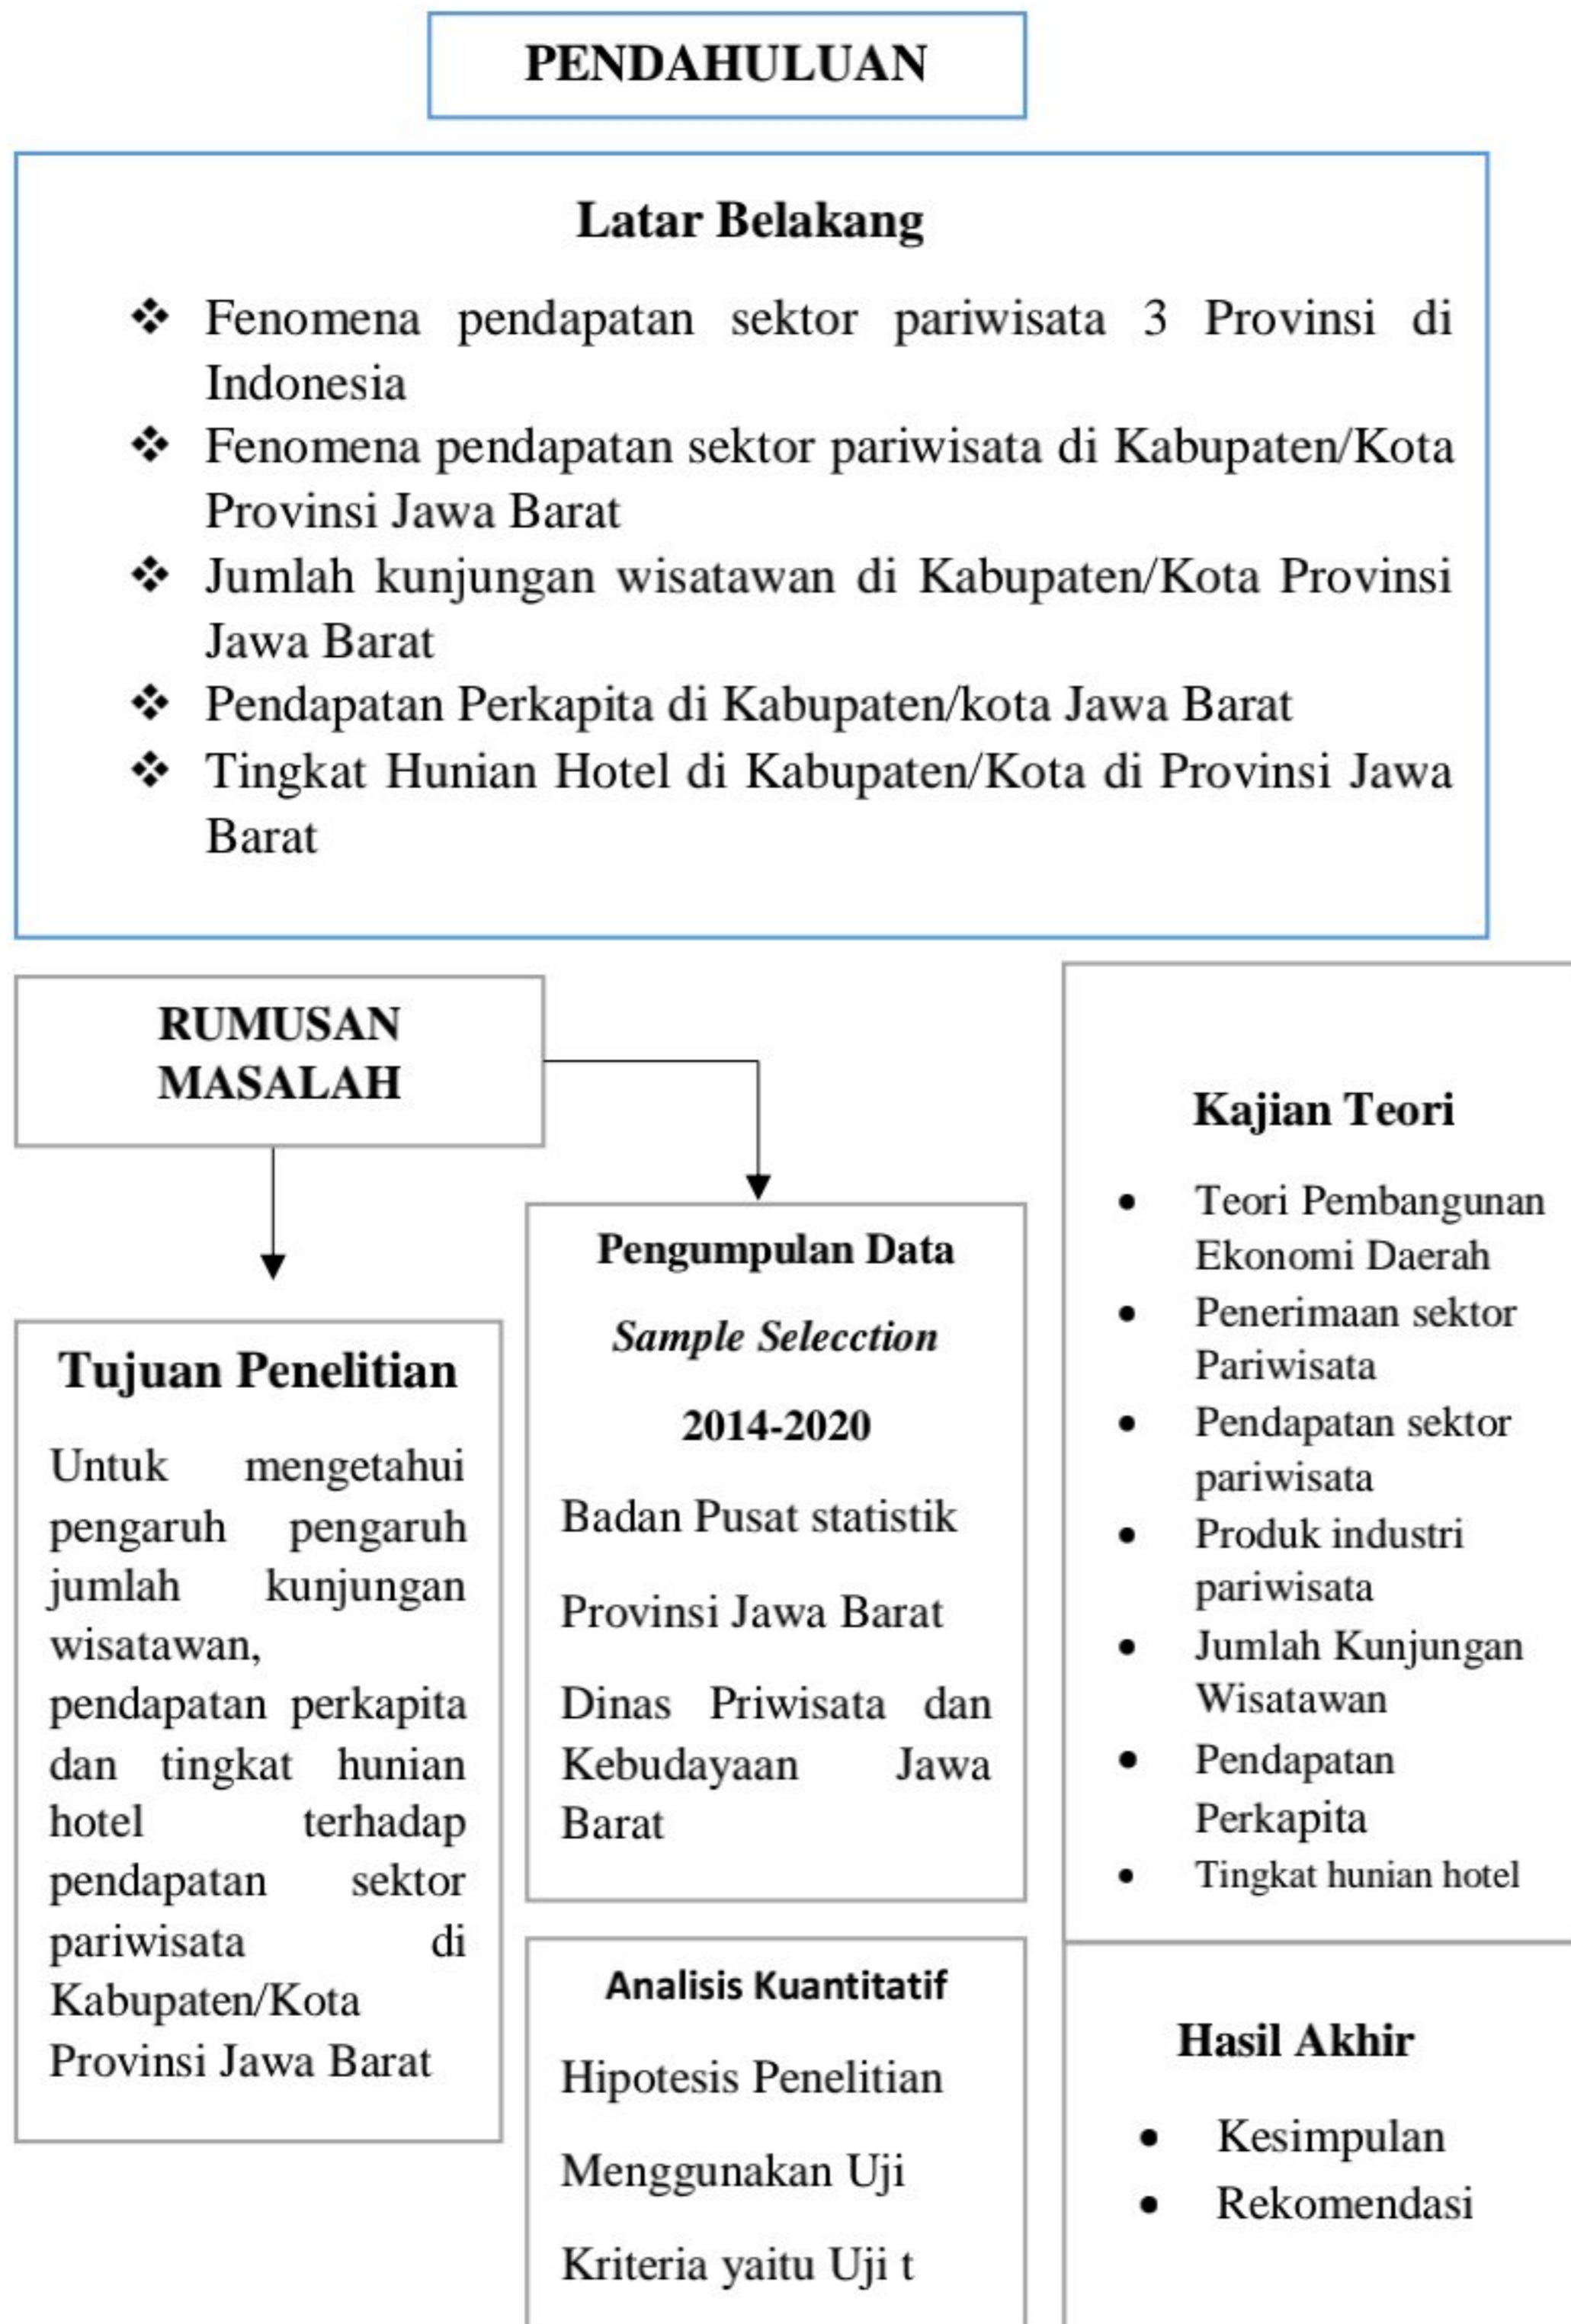 PENDAHULUAN
Latar Belakang
❖ Fenomena pendapatan sektor pariwisata 3 Provinsi di
Indonesia
❖ Fenomena pendapatan sektor pariwisata di Kabupaten/Kota
Provinsi Jawa Barat
❖ Jumlah kunjungan wisatawan di Kabupaten/Kota Provinsi
Jawa Barat
❖ Pendapatan Perkapita di Kabupaten/kota Jawa Barat
❖ Tingkat Hunian Hotel di Kabupaten/Kota di Provinsi Jawa
Barat
RUMUSAN
MASALAH
Tujuan Penelitian
Untuk mengetahui
pengaruh pengaruh
jumlah kunjungan
wisatawan,
pendapatan perkapita
dan tingkat hunian
hotel terhadap
pendapatan sektor
pariwisata di
Kabupaten/Kota
Provinsi Jawa Barat
Pengumpulan Data
Sample Selecction
2014-2020
Badan Pusat statistik
Provinsi Jawa Barat
Dinas Priwisata dan
Kebudayaan Jawa
Barat
Analisis Kuantitatif
Hipotesis Penelitian
Menggunakan Uji
Kriteria yaitu Uji t
Kajian Teori
• Teori Pembangunan
Ekonomi Daerah
• Penerimaan sektor
Pariwisata
• Pendapatan sektor
pariwisata
• Produk industri
pariwisata
• Jumlah Kunjungan
Wisatawan
• Pendapatan
Perkapita
• Tingkat hunian hotel
Hasil Akhir
• Kesimpulan
• Rekomendasi